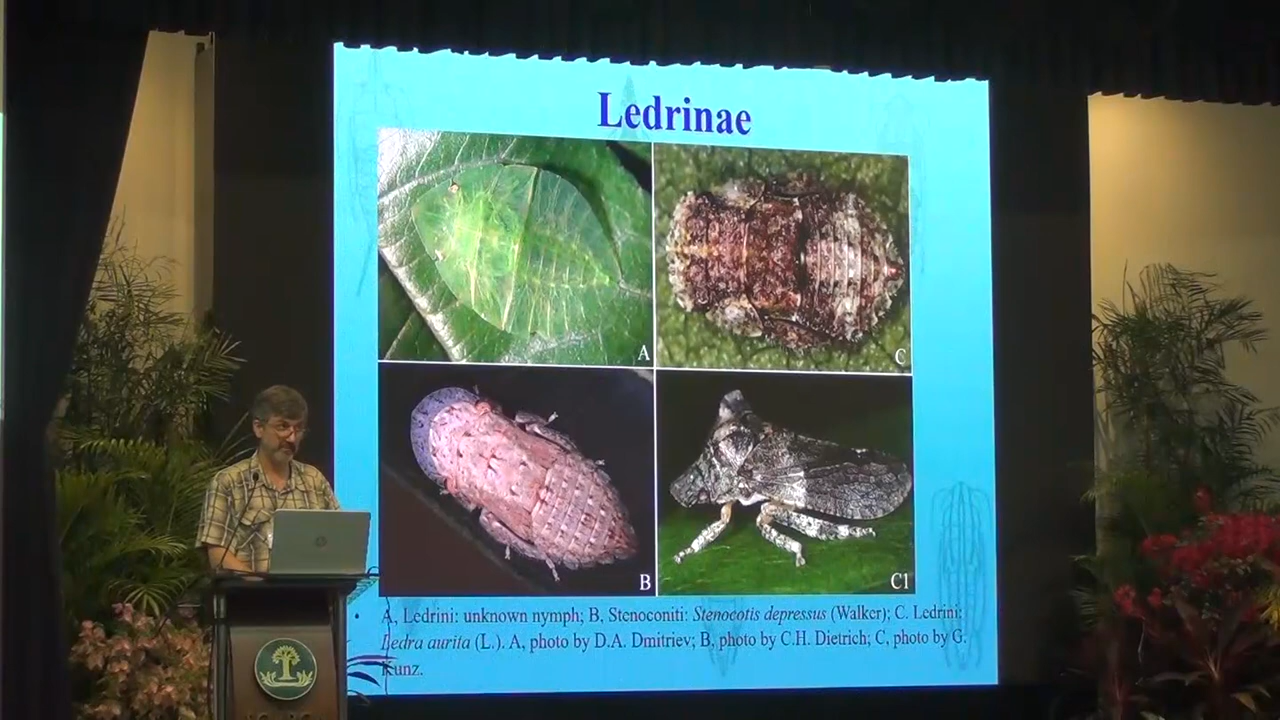 Ledrinae
A
C
B
C1
• A, Ledrini: unknown nymph; B, Stenoconiti: Stenocotis depressus (Walker); C. Ledrini:
Ledra aurita (L.). A, photo by D.A. Dmitriev; B, photo by C.H. Dietrich; C, photo by G.
Kunz.
hp